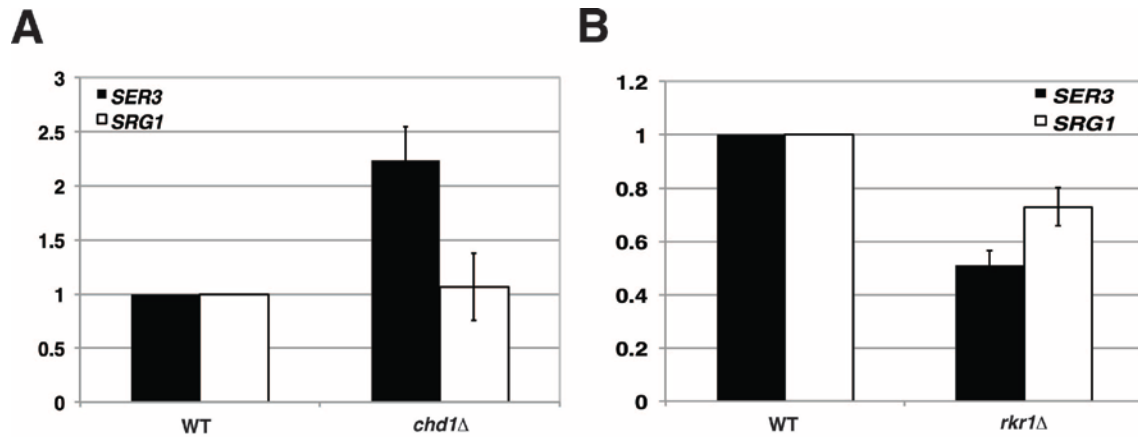 A
3
2.5
2
1.5
1
0.5
0
SER3
SRG1
WT
chd1Δ
B
1.2
1
0.8
0.6
0.4
0.2
0
SER3
SRG1
WT
rkr1Δ